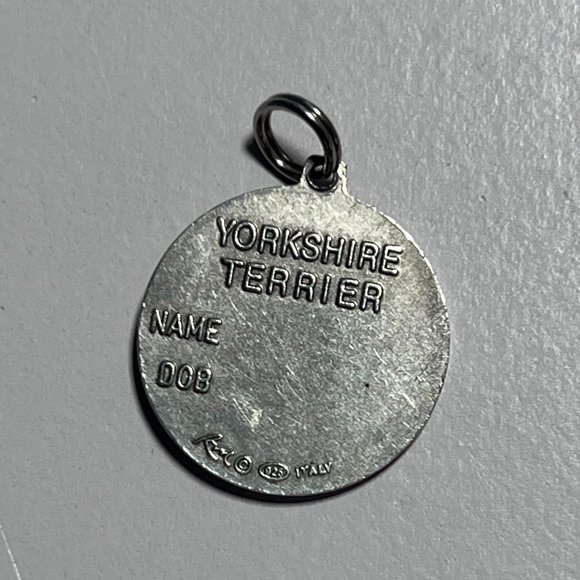 YORKSHIRE
TERRIER
NAME
DOB
© 925 ITALY